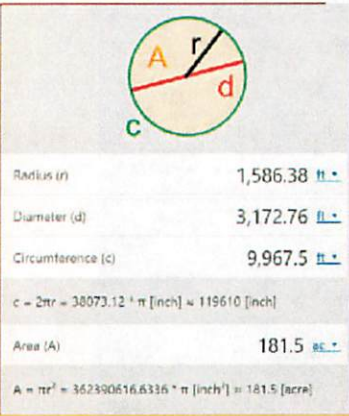 A r
d
C
Radius (r) 1,586.38 ft
Diameter (d) 3,172.76 ft
Circumference (c) 9,967.5 ft
c = 2πr = 38073.12 * π [inch] ≈ 119610 [inch]
Area (A) 181.5 ac
A = πr² = 362390616.6336 * π [inch²] ≈ 181.5 [acre]